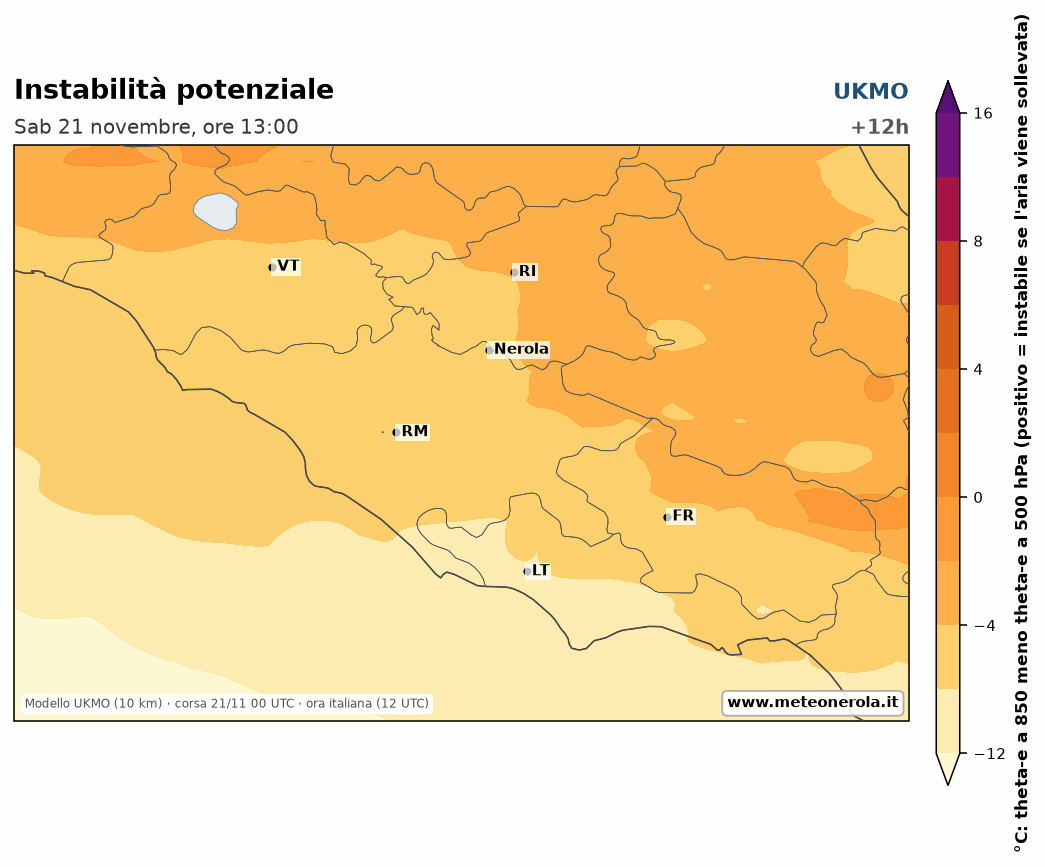 Instabilità potenziale
UKMO
Sab 21 novembre, ore 13:00
+12h
VT
RI
Nerola
RM
FR
LT
Modello UKMO (10 km) · corsa 21/11 00 UTC · ora italiana (12 UTC)
www.meteonerola.it
16
8
4
0
−4
−12
°C: theta-e a 850 meno theta-e a 500 hPa (positivo = instabile se l'aria viene sollevata)